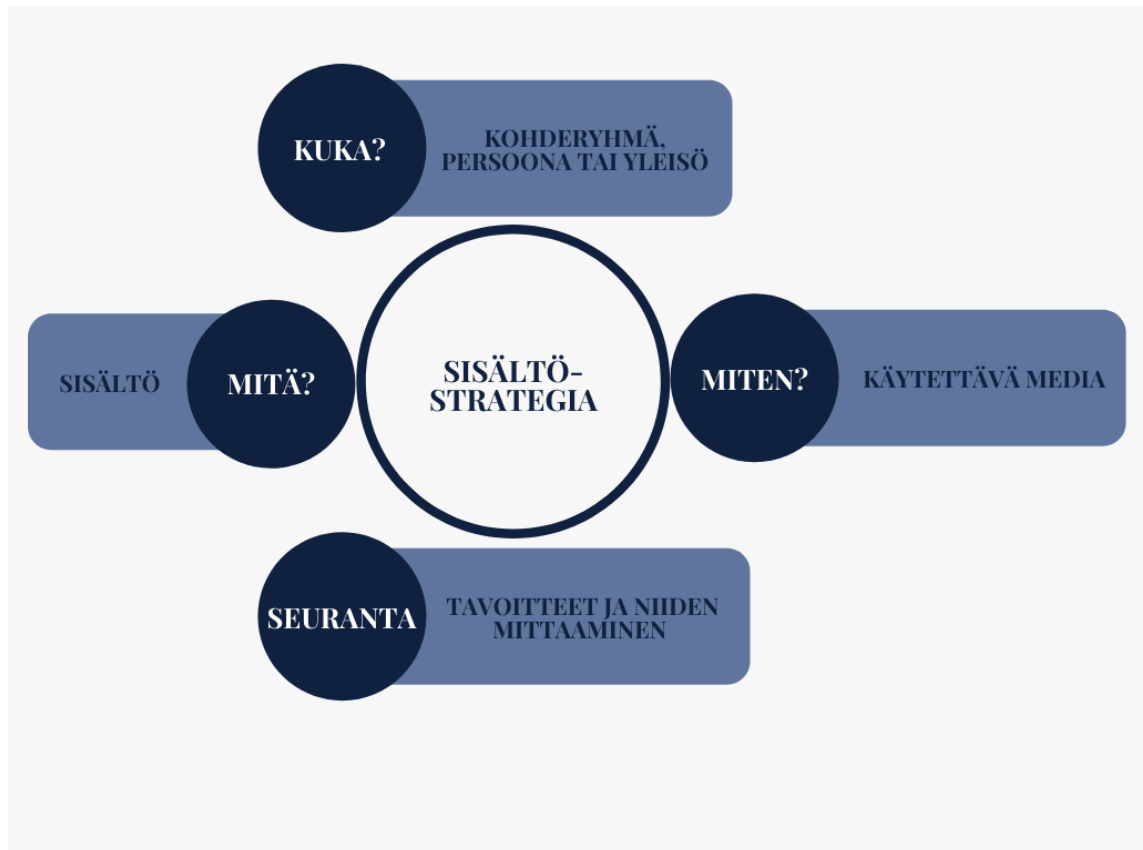 KUKA?
KOHDERYHMÄ,
PERSOONA TAI YLEISÖ
SISÄLTÖ
MITÄ?
SISÄLTÖ-
STRATEGIA
MITEN?
KÄYTETTÄVÄ MEDIA
SEURANTA
TAVOITTEET JA NIIDEN
MITTAAMINEN